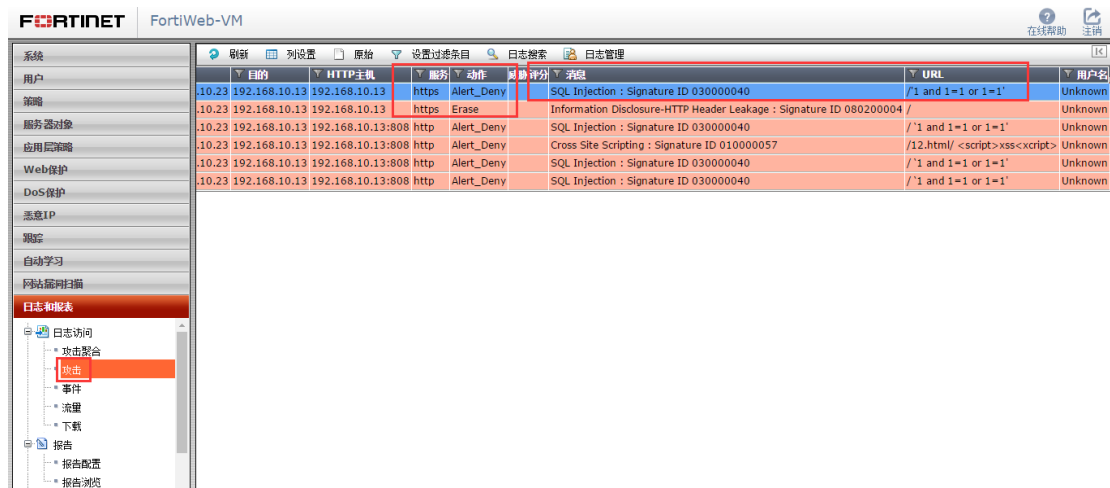 FORTINET FortiWeb-VM
在线帮助 注销
系统
用户
策略
服务器对象
应用层策略
Web保护
DoS保护
恶意IP
跟踪
自动学习
网站漏洞扫描
日志和报表
日志访问
攻击聚合
攻击
事件
流量
下载
报告
报告配置
报告浏览
刷新 列设置 原始 设置过滤条目 日志搜索 日志管理
目的 HTTP主机 服务 动作 威胁评分 消息 URL 用户名
.10.23 192.168.10.13 192.168.10.13 https Alert_Deny SQL Injection : Signature ID 030000040 /'1 and 1=1 or 1=1' Unknown
.10.23 192.168.10.13 192.168.10.13 https Erase Information Disclosure-HTTP Header Leakage : Signature ID 080200004 / Unknown
.10.23 192.168.10.13 192.168.10.13:808 http Alert_Deny SQL Injection : Signature ID 030000040 /`1 and 1=1 or 1=1' Unknown
.10.23 192.168.10.13 192.168.10.13:808 http Alert_Deny Cross Site Scripting : Signature ID 010000057 /12.html/ <script>xss<xcript> Unknown
.10.23 192.168.10.13 192.168.10.13:808 http Alert_Deny SQL Injection : Signature ID 030000040 /`1 and 1=1 or 1=1' Unknown
.10.23 192.168.10.13 192.168.10.13:808 http Alert_Deny SQL Injection : Signature ID 030000040 /`1 and 1=1 or 1=1' Unknown